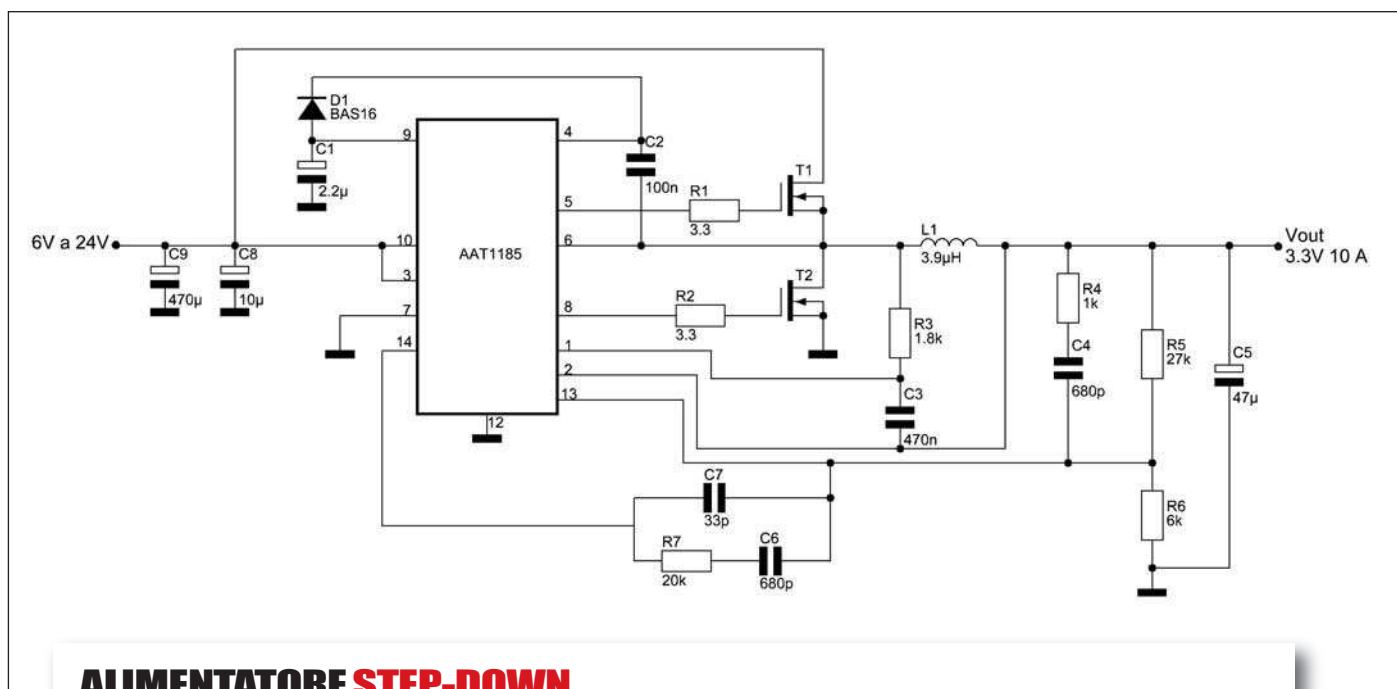 D1
BAS16
9
4
C2
C1
100n
T1
2.2µ
R1
5
3.3
6V a 24V
C9
C8
10
AAT1185
6
L1
Vout
3.9µH
3.3V 10 A
3
T2
470µ
10µ
R2
R4
7
8
1k
3.3
R3
1.8k
14
1
C4
R5
27k
C5
2
C3
680p
13
47µ
12
470n
C7
33p
R6
6k
R7
C6
20k
680p
ALIMENTATORE STEP-DOWN